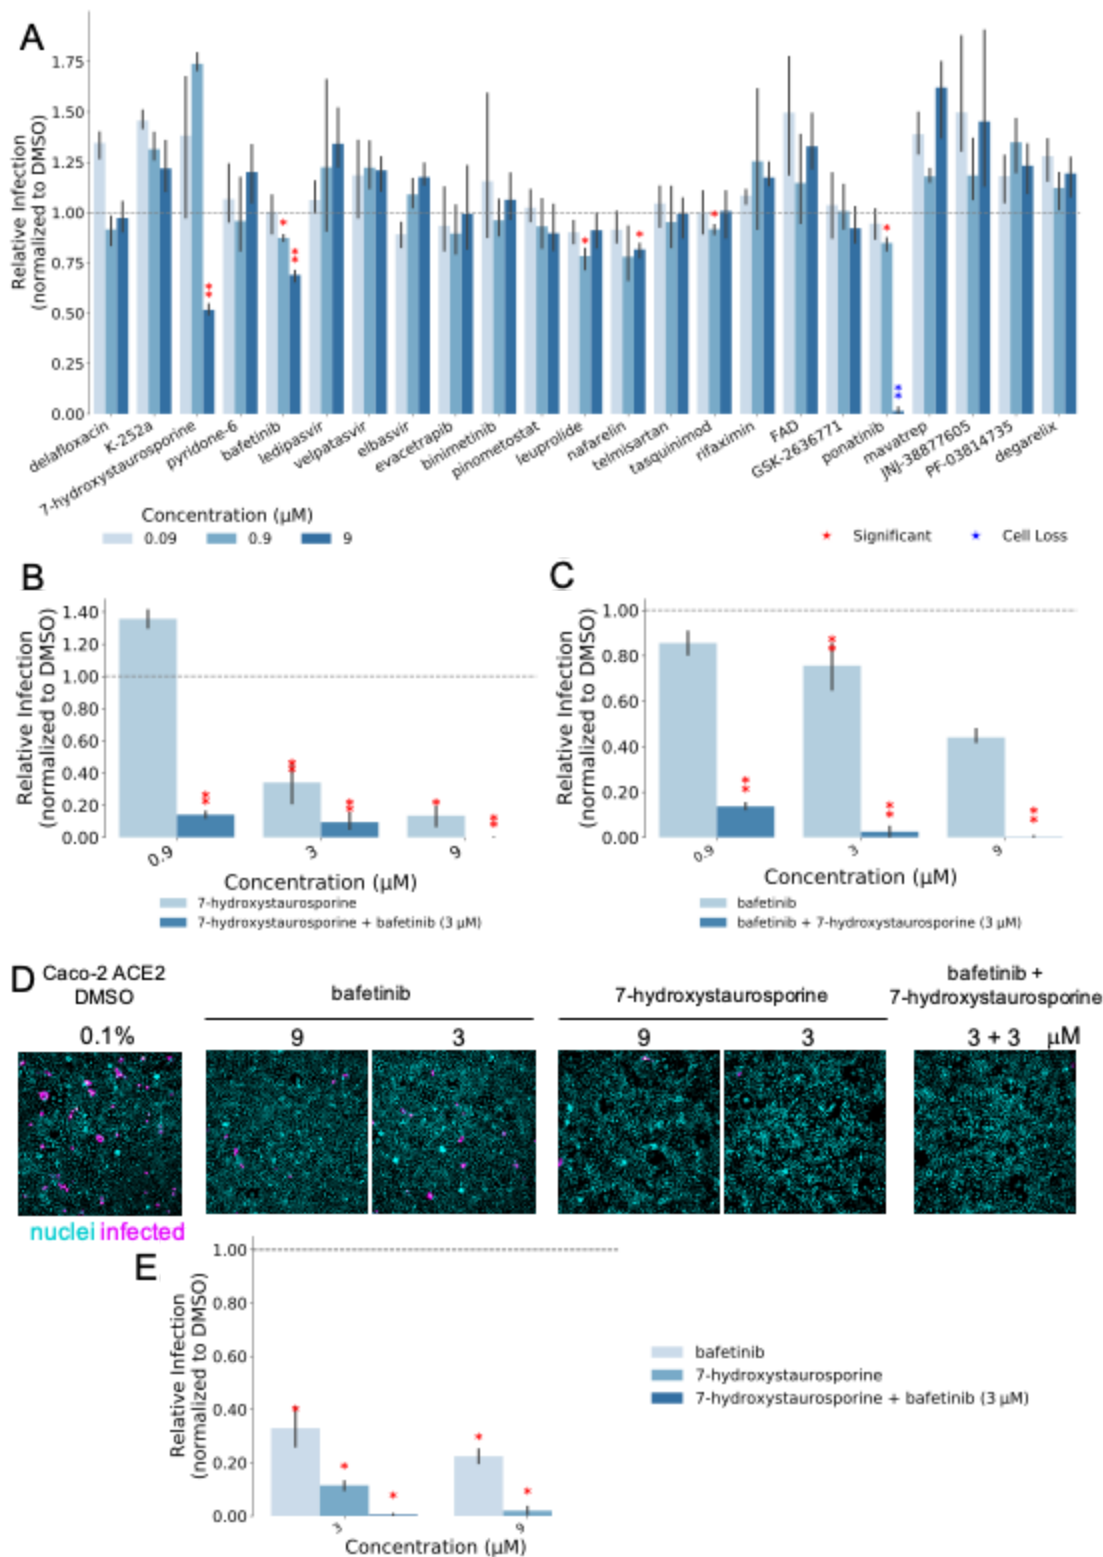 A
Relative Infection
(normalized to DMSO)
1.75
1.50
1.25
1.00
0.75
0.50
0.25
0.00
delafloxacin
K-252a
7-hydroxystaurosporine
pyridone-6
bafetinib
ledipasvir
velpatasvir
elbasvir
evacetrapib
binimetinib
pinometostat
leuprolide
nafarelin
telmisartan
tasquinimod
rifaximin
FAD
GSK-2636771
ponatinib
mavatrep
JNJ-38877605
PF-03814735
degarelix
Concentration (μM)
0.09 0.9 9
★ Significant ★ Cell Loss
B
Relative Infection
(normalized to DMSO)
1.40
1.20
1.00
0.80
0.60
0.40
0.20
0.00
0.9 3 9
Concentration (μM)
7-hydroxystaurosporine
7-hydroxystaurosporine + bafetinib (3 μM)
C
Relative Infection
(normalized to DMSO)
1.00
0.80
0.60
0.40
0.20
0.00
0.9 3 9
Concentration (μM)
bafetinib
bafetinib + 7-hydroxystaurosporine (3 μM)
D
Caco-2 ACE2
DMSO
0.1%
bafetinib
9 3
7-hydroxystaurosporine
9 3
bafetinib +
7-hydroxystaurosporine
3 + 3 μM
nuclei infected
E
Relative Infection
(normalized to DMSO)
1.00
0.80
0.60
0.40
0.20
0.00
3 9
Concentration (μM)
bafetinib
7-hydroxystaurosporine
7-hydroxystaurosporine + bafetinib (3 μM)